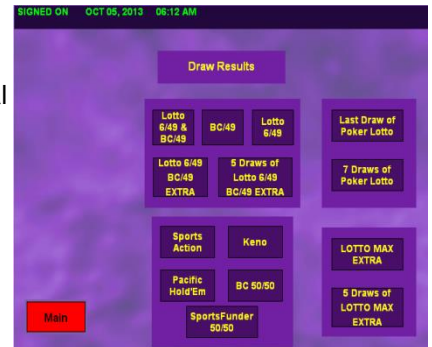 SIGNED ON OCT 05, 2013 06:12 AM
Draw Results
Lotto
6/49 &
BC/49
BC/49
Lotto
6/49
Lotto 6/49
BC/49
EXTRA
5 Draws of
Lotto 6/49
BC/49 EXTRA
Last Draw of
Poker Lotto
7 Draws of
Poker Lotto
Sports
Action
Keno
Pacific
Hold'Em
BC 50/50
SportsFunder
50/50
LOTTO MAX
EXTRA
5 Draws of
LOTTO MAX
EXTRA
Main